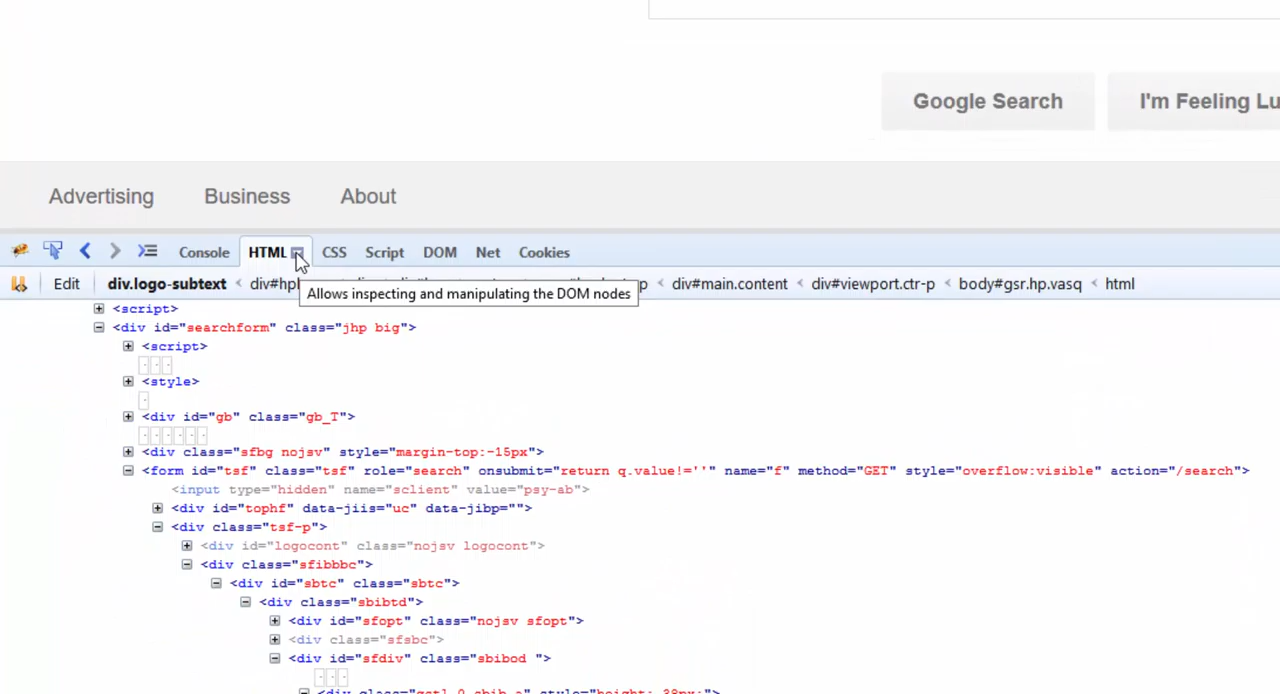 Google Search
I'm Feeling Lu
Advertising Business About
Console HTML CSS Script DOM Net Cookies
Edit div.logo-subtext < div#hpl p < div#main.content < div#viewport.ctr-p < body#gsr.hp.vasq < html
Allows inspecting and manipulating the DOM nodes
<script>
<div id="searchform" class="jhp big">
<script>
<style>
<div id="gb" class="gb_T">
<div class="sfbg nojsv" style="margin-top:-15px">
<form id="tsf" class="tsf" role="search" onsubmit="return q.value!=''" name="f" method="GET" style="overflow:visible" action="/search">
<input type="hidden" name="sclient" value="psy-ab">
<div id="tophf" data-jiis="uc" data-jibp="">
<div class="tsf-p">
<div id="logocont" class="nojsv logocont">
<div class="sfibbbc">
<div id="sbtc" class="sbtc">
<div class="sbibtd">
<div id="sfopt" class="nojsv sfopt">
<div class="sfsbc">
<div id="sfdiv" class="sbibod ">